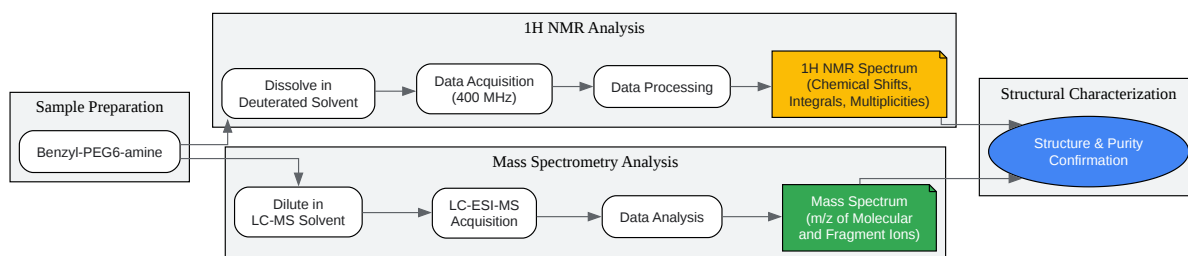 1H NMR Analysis
Dissolve in
Deuterated Solvent
Data Acquisition
(400 MHz)
Data Processing
1H NMR Spectrum
(Chemical Shifts,
Integrals, Multiplicities)
Sample Preparation
Benzyl-PEG6-amine
Structural Characterization
Structure & Purity
Confirmation
Mass Spectrometry Analysis
Dilute in
LC-MS Solvent
LC-ESI-MS
Acquisition
Data Analysis
Mass Spectrum
(m/z of Molecular
and Fragment Ions)